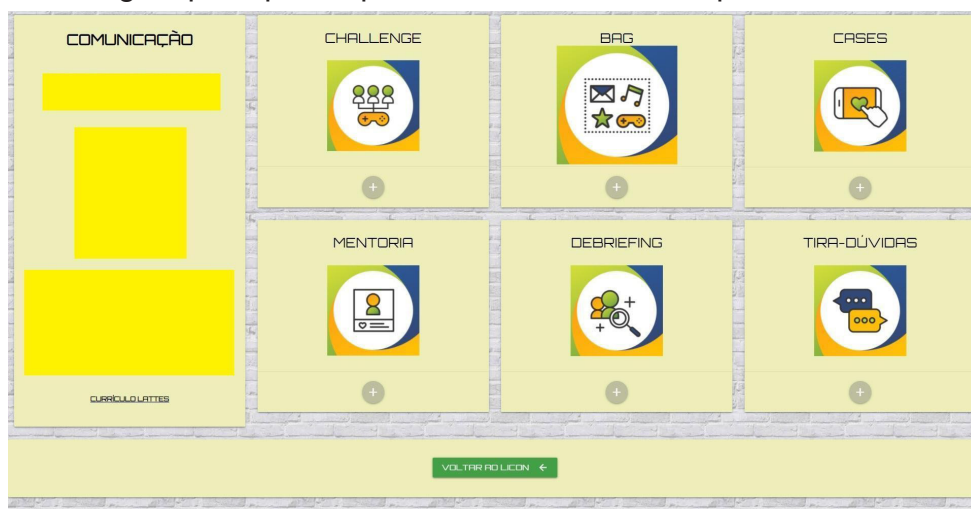 COMUNICAÇÃO
CURRÍCULO LATTES
CHALLENGE
BAG
CASES
MENTORIA
DEBRIEFING
TIRA-DÚVIDAS
VOLTAR AO LICON